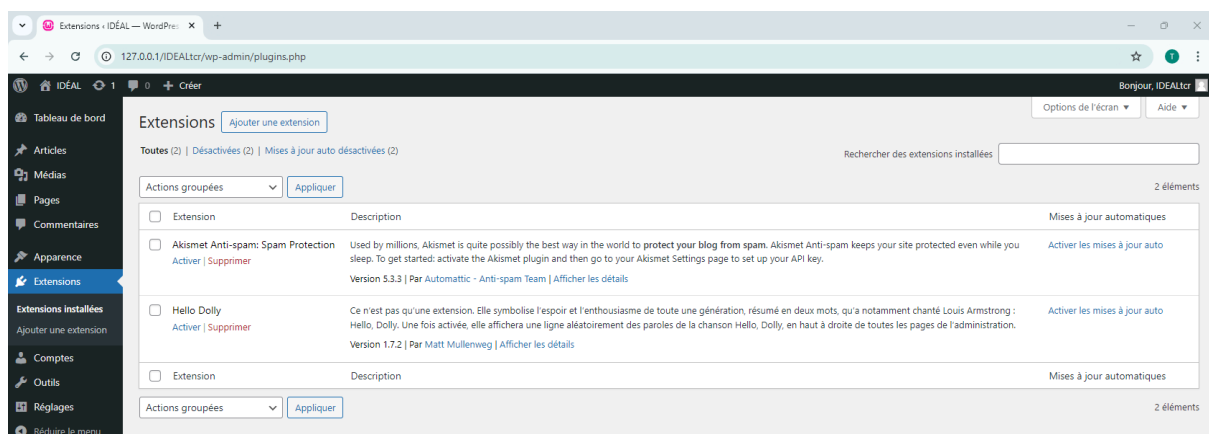 Extensions ‹ IDÉAL — WordPres
127.0.0.1/IDEALtcr/wp-admin/plugins.php
T
IDÉAL 1 0 + Créer
Bonjour, IDEALtcr
Tableau de bord
Articles
Médias
Pages
Commentaires
Apparence
Extensions
Extensions installées
Ajouter une extension
Comptes
Outils
Réglages
Réduire le menu
Options de l'écran ▼
Aide ▼
Extensions
Ajouter une extension
Toutes (2) | Désactivées (2) | Mises à jour auto désactivées (2)
Rechercher des extensions installées
Actions groupées
Appliquer
2 éléments
Extension
Description
Mises à jour automatiques
Akismet Anti-spam: Spam Protection
Activer | Supprimer
Used by millions, Akismet is quite possibly the best way in the world to protect your blog from spam. Akismet Anti-spam keeps your site protected even while you
sleep. To get started: activate the Akismet plugin and then go to your Akismet Settings page to set up your API key.
Version 5.3.3 | Par Automattic - Anti-spam Team | Afficher les détails
Activer les mises à jour auto
Hello Dolly
Activer | Supprimer
Ce n'est pas qu'une extension. Elle symbolise l'espoir et l'enthousiasme de toute une génération, résumé en deux mots, qu'a notamment chanté Louis Armstrong :
Hello, Dolly. Une fois activée, elle affichera une ligne aléatoirement des paroles de la chanson Hello, Dolly, en haut à droite de toutes les pages de l'administration.
Version 1.7.2 | Par Matt Mullenweg | Afficher les détails
Activer les mises à jour auto
Extension
Description
Mises à jour automatiques
Actions groupées
Appliquer
2 éléments